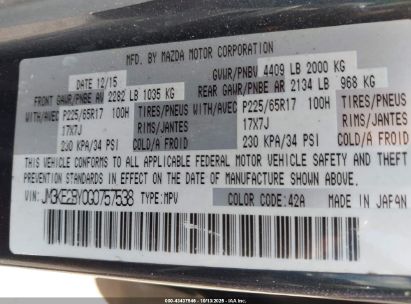 MFD. BY MAZDA MOTOR CORPORATION
DATE 12/15 GVWR/PNBV 4409 LB 2000 KG
FRONT GAWR/PNBE AV 2282 LB 1035 KG REAR GAWR/PNBE AR 2134 LB 968 KG
WITH/AVEC P225/65R17 100H TIRES/PNEUS WITH/AVEC P225/65R17 100H TIRES/PNEUS
17X7J RIMS/JANTES 17X7J RIMS/JANTES
230 KPA/34 PSI COLD/A FROID 230 KPA/34 PSI COLD/A FROID
THIS VEHICLE CONFORMS TO ALL APPLICABLE FEDERAL MOTOR VEHICLE SAFETY
STANDARDS IN EFFECT ON THE DATE OF MANUFACTURE SHOWN ABOVE.
VIN: JM3KE2BY0G0757538 TYPE: MPV COLOR CODE: 42A MADE IN JAPAN